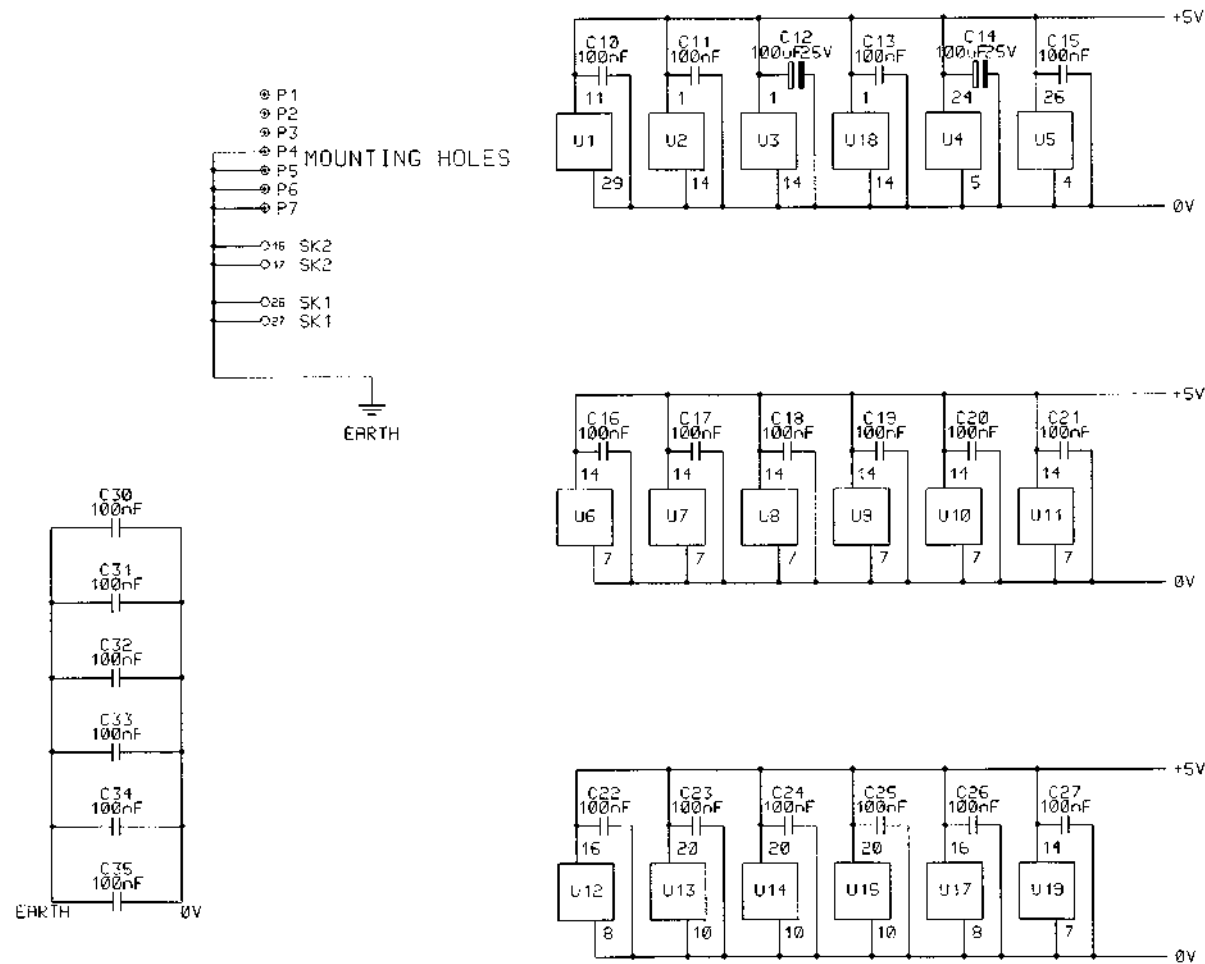 +5V
C10 C11 C12 C13 C14 C15
100nF 100nF 100uF25V 100nF 100uF25V 100nF
11 1 1 1 24 26
U1 U2 U3 U18 U4 U5
29 14 14 14 5 4
0V
P1
P2
P3
P4 MOUNTING HOLES
P5
P6
P7
16 SK2
17 SK2
26 SK1
27 SK1
EARTH
+5V
C16 C17 C18 C19 C20 C21
100nF 100nF 100nF 100nF 100nF 100nF
14 14 14 14 14 14
U6 U7 U8 U9 U10 U11
7 7 7 7 7 7
0V
C30
100nF
C31
100nF
C32
100nF
C33
100nF
C34
100nF
C35
100nF
EARTH 0V
+5V
C22 C23 C24 C25 C26 C27
100nF 100nF 100nF 100nF 100nF 100nF
16 20 20 20 16 14
U12 U13 U14 U15 U17 U19
8 10 10 10 8 7
0V